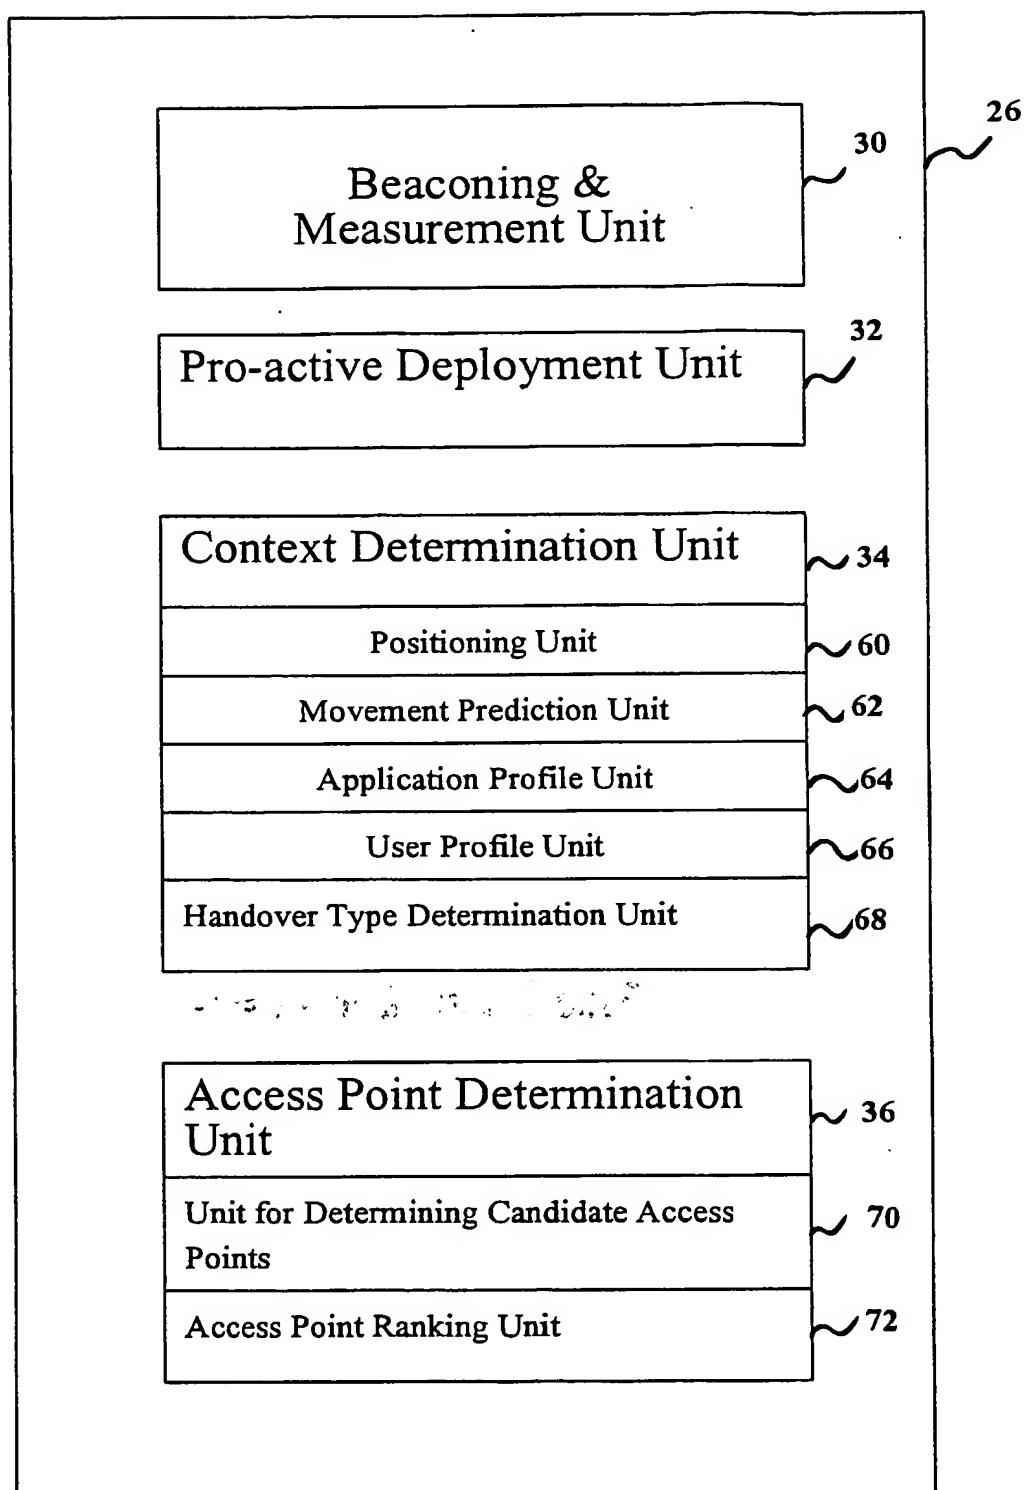 26
30
Beaconing &
Measurement Unit
32
Pro-active Deployment Unit
Context Determination Unit
34
Positioning Unit
60
Movement Prediction Unit
62
Application Profile Unit
64
User Profile Unit
66
Handover Type Determination Unit
68
Access Point Determination
Unit
36
Unit for Determining Candidate Access
Points
70
Access Point Ranking Unit
72